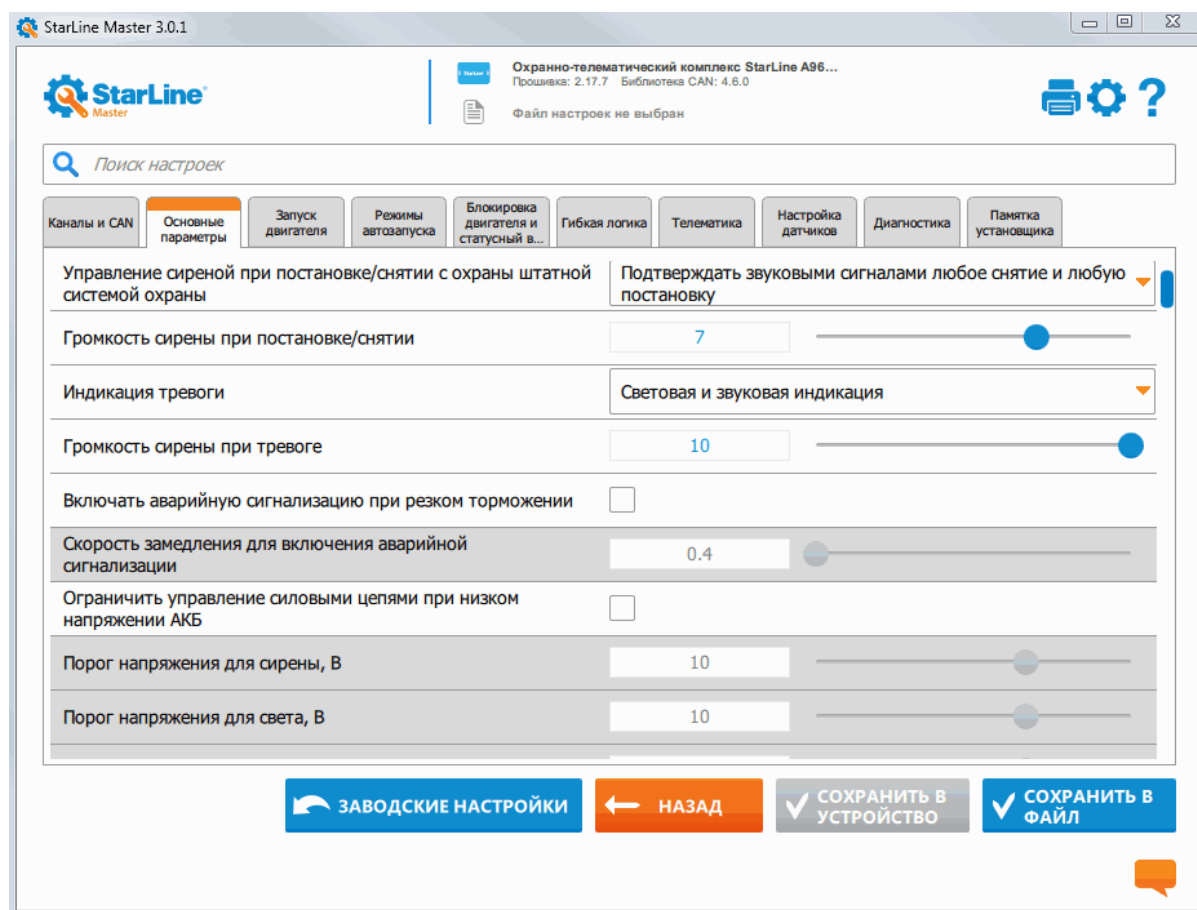 StarLine Master 3.0.1
StarLine
Master
Охранно-телематический комплекс StarLine A96...
Прошивка: 2.17.7 Библиотека CAN: 4.6.0
Файл настроек не выбран
?
Поиск настроек
Каналы и CAN
Основные
параметры
Запуск
двигателя
Режимы
автозапуска
Блокировка
двигателя и
статусный в...
Гибкая логика
Телематика
Настройка
датчиков
Диагностика
Памятка
установщика
Управление сиреной при постановке/снятии с охраны штатной
системой охраны
Подтверждать звуковыми сигналами любое снятие и любую
постановку
Громкость сирены при постановке/снятии
7
Индикация тревоги
Световая и звуковая индикация
Громкость сирены при тревоге
10
Включать аварийную сигнализацию при резком торможении
Скорость замедления для включения аварийной
сигнализации
0.4
Ограничить управление силовыми цепями при низком
напряжении АКБ
Порог напряжения для сирены, В
10
Порог напряжения для света, В
10
ЗАВОДСКИЕ НАСТРОЙКИ
НАЗАД
СОХРАНИТЬ В
УСТРОЙСТВО
СОХРАНИТЬ В
ФАЙЛ